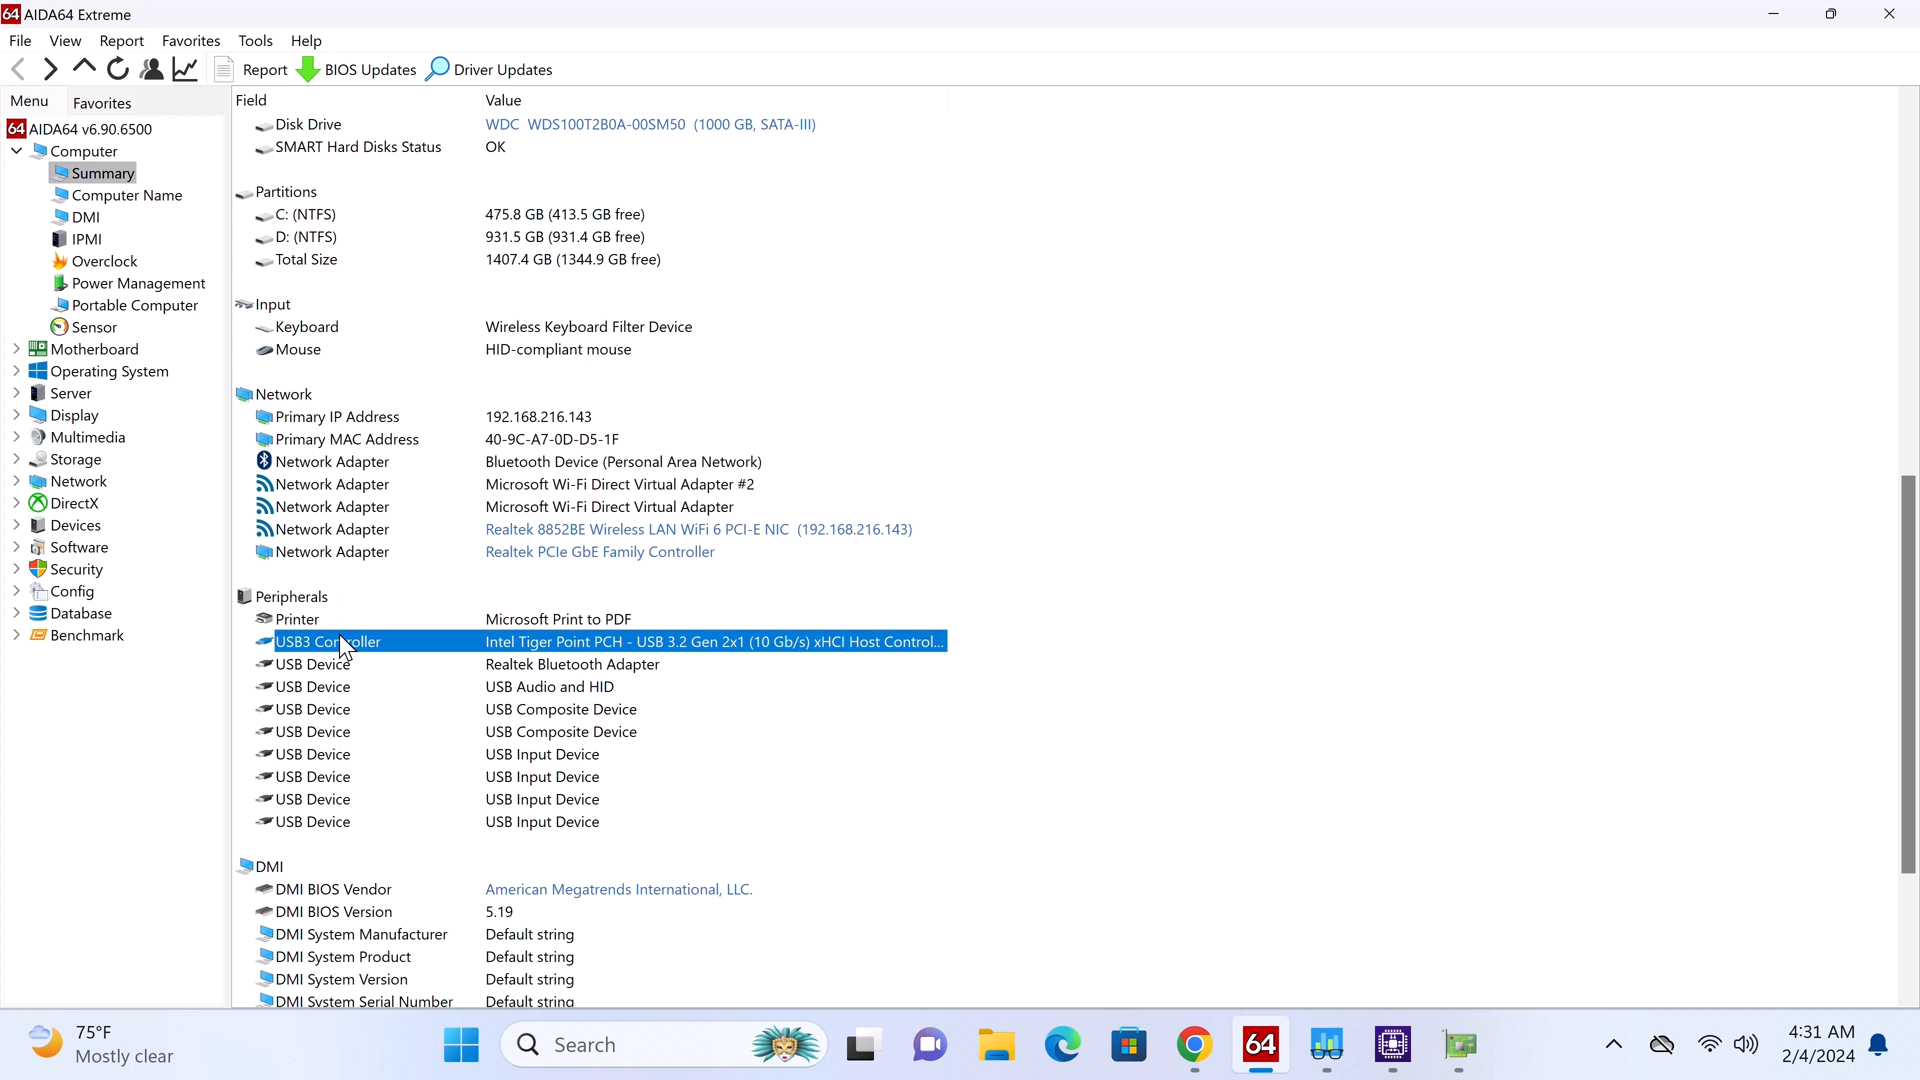 64 AIDA64 Extreme
File View Report Favorites Tools Help
Report BIOS Updates Driver Updates
Menu Favorites
64 AIDA64 v6.90.6500
Computer
Summary
Computer Name
DMI
IPMI
Overclock
Power Management
Portable Computer
Sensor
Motherboard
Operating System
Server
Display
Multimedia
Storage
Network
DirectX
Devices
Software
Security
Config
Database
Benchmark
Field Value
Disk Drive WDC WDS100T2B0A-00SM50 (1000 GB, SATA-III)
SMART Hard Disks Status OK
Partitions
C: (NTFS) 475.8 GB (413.5 GB free)
D: (NTFS) 931.5 GB (931.4 GB free)
Total Size 1407.4 GB (1344.9 GB free)
Input
Keyboard Wireless Keyboard Filter Device
Mouse HID-compliant mouse
Network
Primary IP Address 192.168.216.143
Primary MAC Address 40-9C-A7-0D-D5-1F
Network Adapter Bluetooth Device (Personal Area Network)
Network Adapter Microsoft Wi-Fi Direct Virtual Adapter #2
Network Adapter Microsoft Wi-Fi Direct Virtual Adapter
Network Adapter Realtek 8852BE Wireless LAN WiFi 6 PCI-E NIC (192.168.216.143)
Network Adapter Realtek PCIe GbE Family Controller
Peripherals
Printer Microsoft Print to PDF
USB3 Controller Intel Tiger Point PCH - USB 3.2 Gen 2x1 (10 Gb/s) xHCI Host Control...
USB Device Realtek Bluetooth Adapter
USB Device USB Audio and HID
USB Device USB Composite Device
USB Device USB Composite Device
USB Device USB Input Device
USB Device USB Input Device
USB Device USB Input Device
USB Device USB Input Device
DMI
DMI BIOS Vendor American Megatrends International, LLC.
DMI BIOS Version 5.19
DMI System Manufacturer Default string
DMI System Product Default string
DMI System Version Default string
DMI System Serial Number Default string
75°F
Mostly clear
Search
64
4:31 AM
2/4/2024